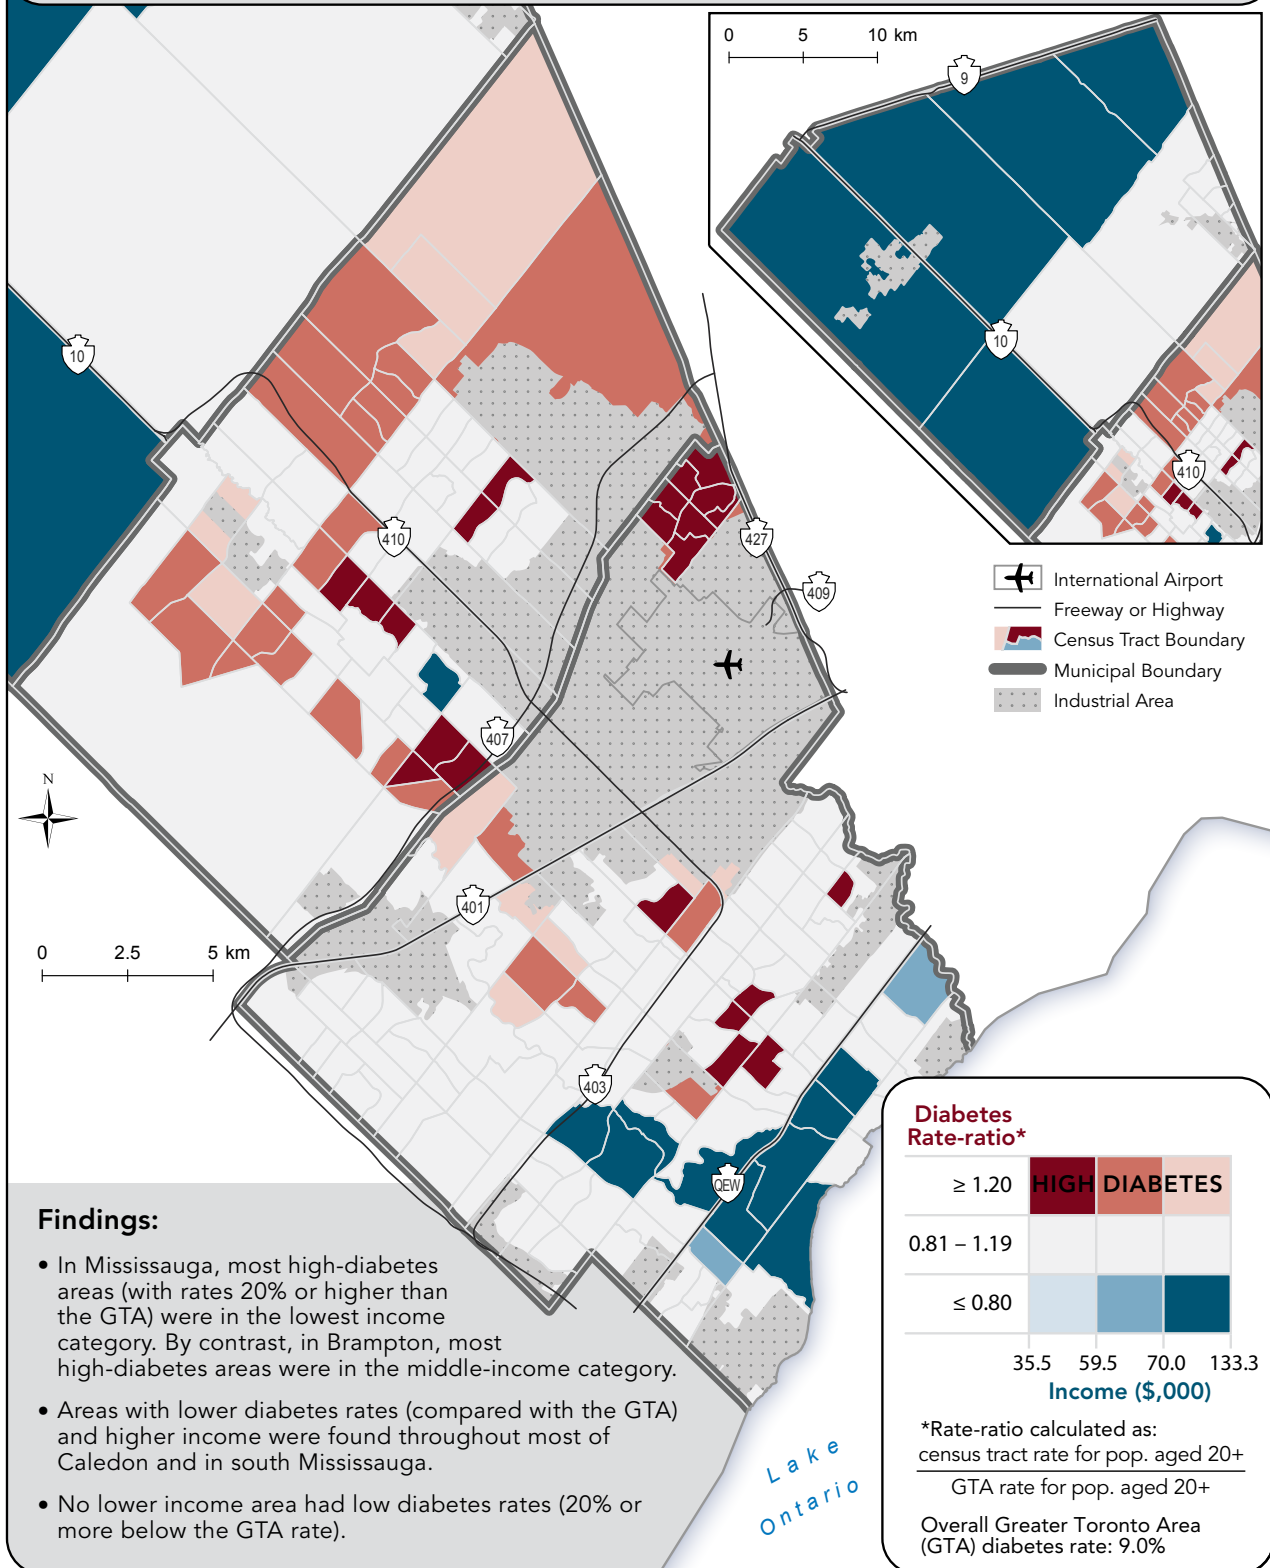 0 5 10 km
9
10
410
10
410
427
409
407
401
403
QEW
N
0 2.5 5 km
International Airport
Freeway or Highway
Census Tract Boundary
Municipal Boundary
Industrial Area
Findings:
• In Mississauga, most high-diabetes
areas (with rates 20% or higher than
the GTA) were in the lowest income
category. By contrast, in Brampton, most
high-diabetes areas were in the middle-income category.
• Areas with lower diabetes rates (compared with the GTA)
and higher income were found throughout most of
Caledon and in south Mississauga.
• No lower income area had low diabetes rates (20% or
more below the GTA rate).
Lake
Ontario
Diabetes
Rate-ratio*
≥ 1.20 HIGH DIABETES
0.81 – 1.19
≤ 0.80
35.5 59.5 70.0 133.3
Income ($,000)
*Rate-ratio calculated as:
census tract rate for pop. aged 20+
GTA rate for pop. aged 20+
Overall Greater Toronto Area
(GTA) diabetes rate: 9.0%